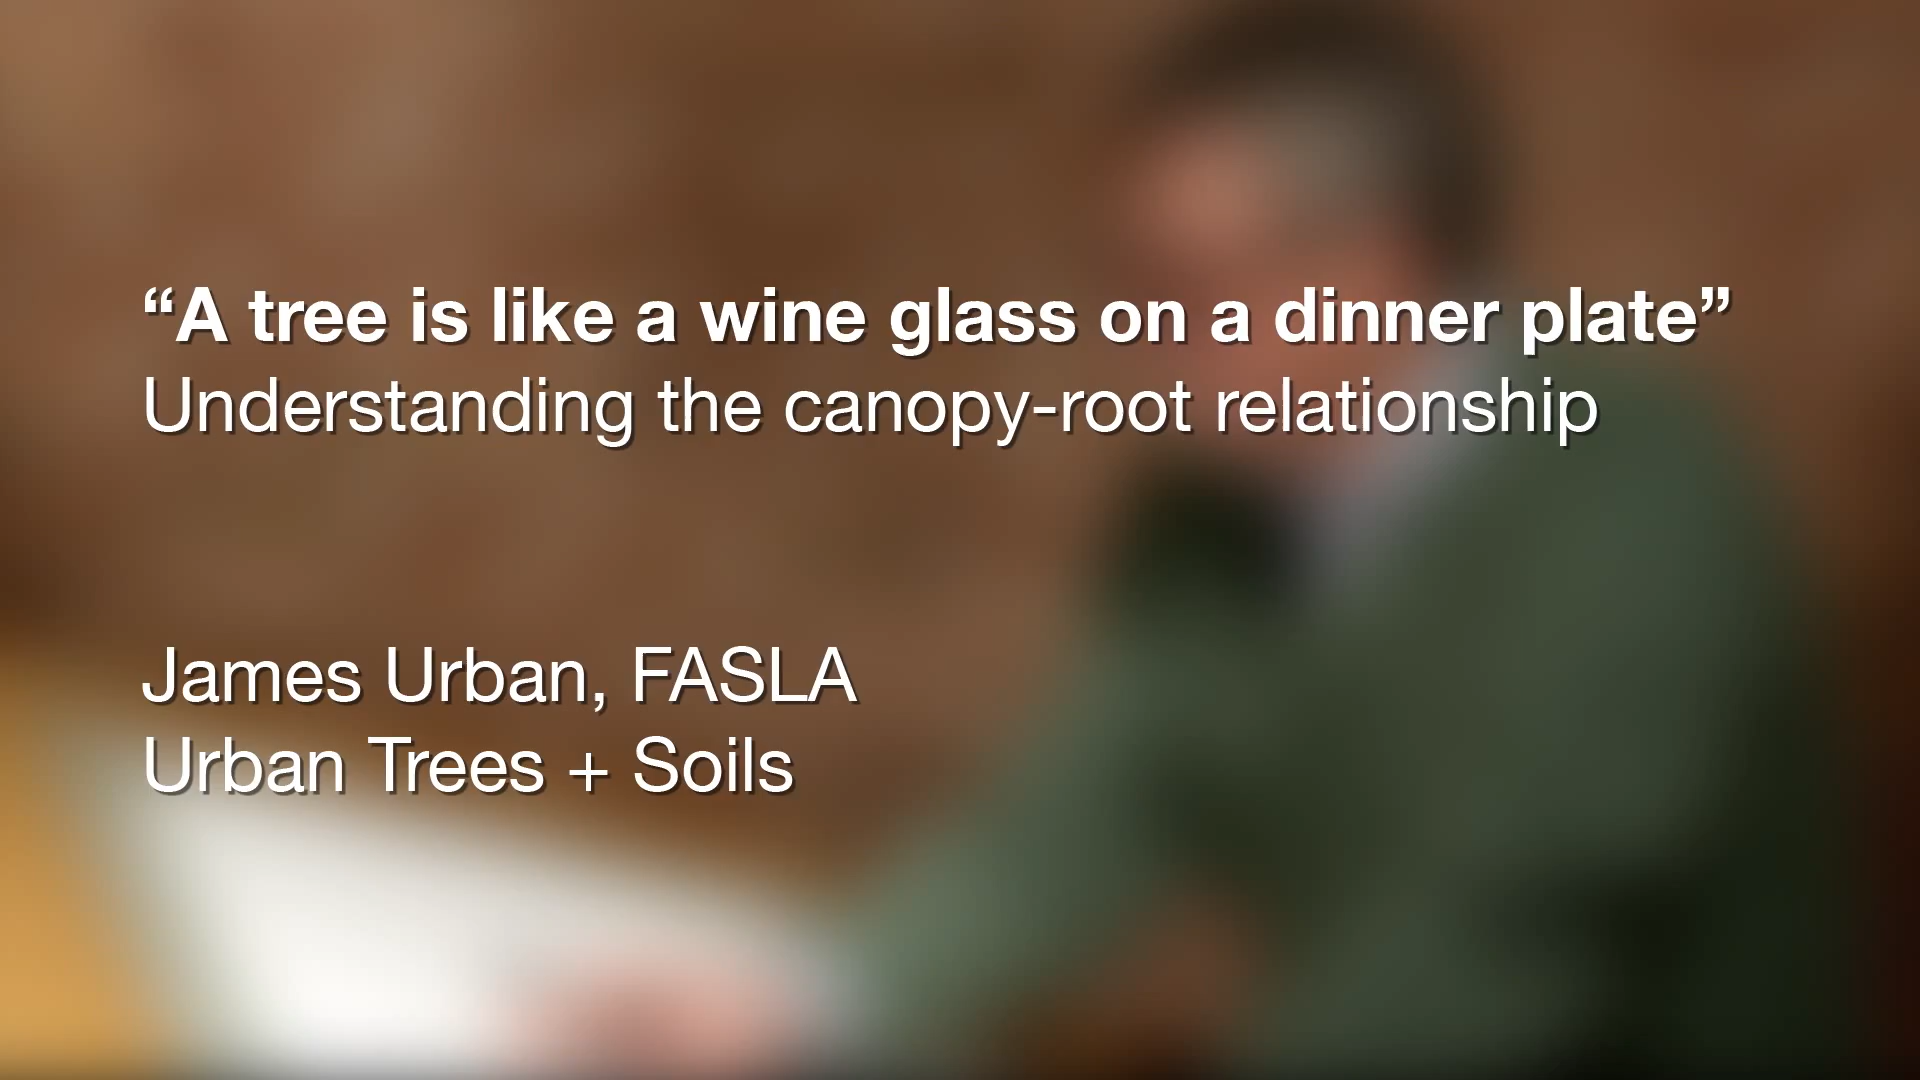 “A tree is like a wine glass on a dinner plate”
Understanding the canopy-root relationship
James Urban, FASLA
Urban Trees + Soils